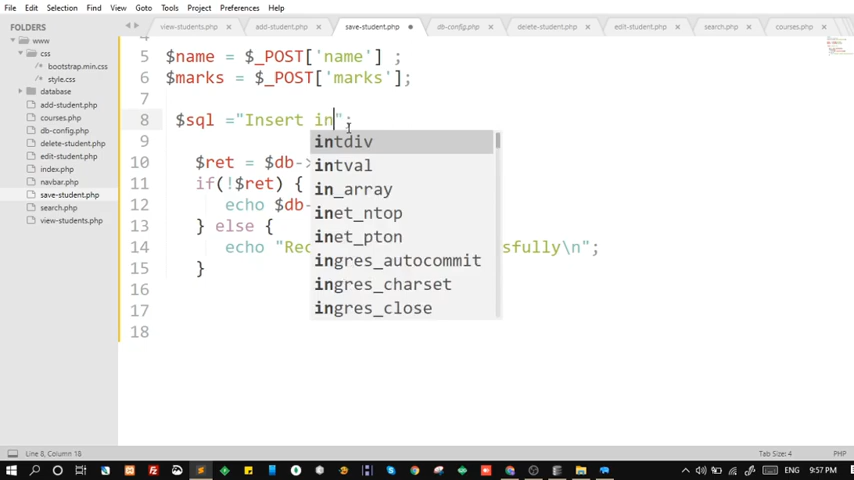 File Edit Selection Find View Goto Tools Project Preferences Help
FOLDERS
www
css
bootstrap.min.css
style.css
database
add-student.php
courses.php
db-config.php
delete-student.php
edit-student.php
index.php
navbar.php
save-student.php
search.php
view-students.php
view-students.php add-student.php save-student.php db-config.php delete-student.php edit-student.php search.php courses.php
4
5 $name = $_POST['name'] ;
6 $marks = $_POST['marks'];
7
8 $sql ="Insert in";
9
10 $ret = $db->
11 if(!$ret) {
12 echo $db-
13 } else {
14 echo "Rec sfully\n";
15 }
16
17
18
intdiv
intval
in_array
inet_ntop
inet_pton
ingres_autocommit
ingres_charset
ingres_close
Line 8, Column 18 Tab Size: 4 PHP
ENG 9:57 PM